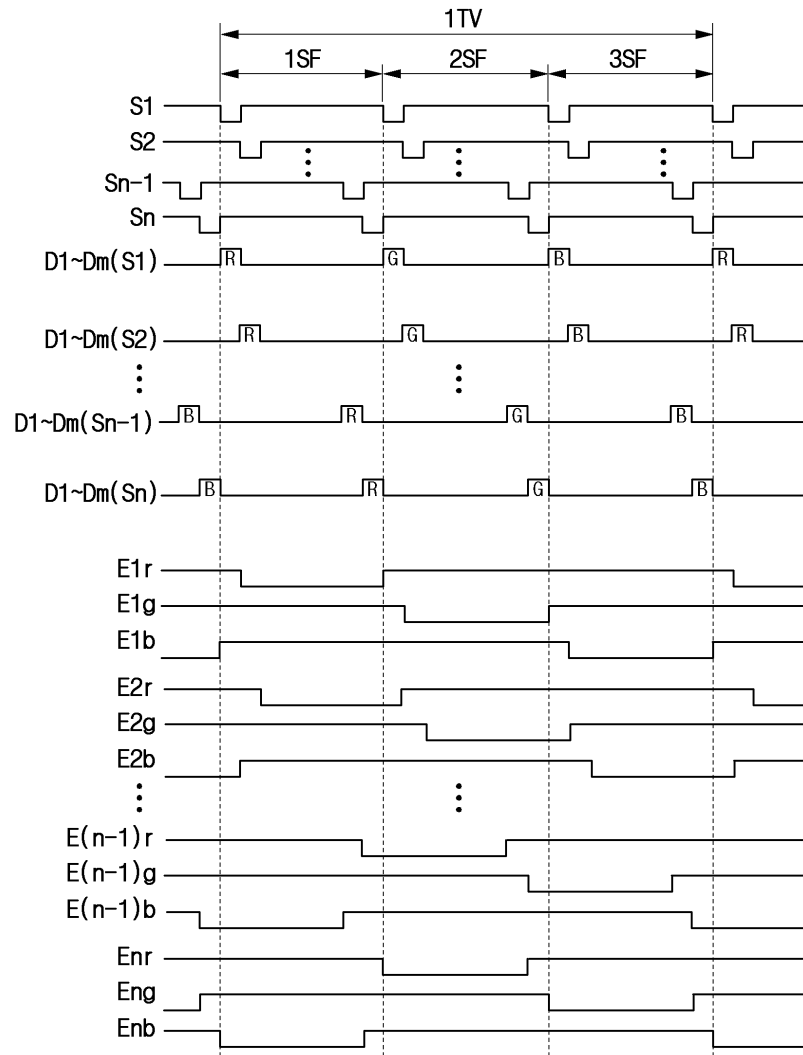 1TV
1SF 2SF 3SF
S1
S2
Sn-1
Sn
D1~Dm(S1) R G B R
D1~Dm(S2) R G B R
D1~Dm(Sn-1) B R G B
D1~Dm(Sn) B R G B
E1r
E1g
E1b
E2r
E2g
E2b
E(n-1)r
E(n-1)g
E(n-1)b
Enr
Eng
Enb